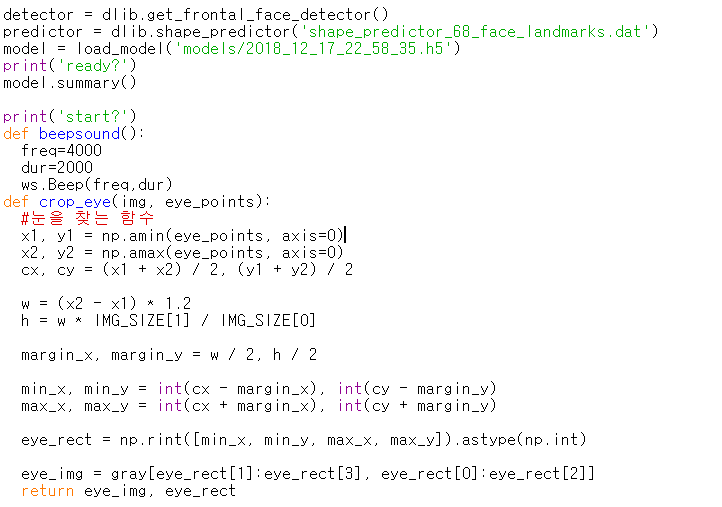 detector = dlib.get_frontal_face_detector()
predictor = dlib.shape_predictor('shape_predictor_68_face_landmarks.dat')
model = load_model('models/2018_12_17_22_58_35.h5')
print('ready?')
model.summary()

print('start?')
def beepsound():
  freq=4000
  dur=2000
  ws.Beep(freq,dur)
def crop_eye(img, eye_points):
  #눈을 찾는 함수
  x1, y1 = np.amin(eye_points, axis=0)
  x2, y2 = np.amax(eye_points, axis=0)
  cx, cy = (x1 + x2) / 2, (y1 + y2) / 2

  w = (x2 - x1) * 1.2
  h = w * IMG_SIZE[1] / IMG_SIZE[0]

  margin_x, margin_y = w / 2, h / 2

  min_x, min_y = int(cx - margin_x), int(cy - margin_y)
  max_x, max_y = int(cx + margin_x), int(cy + margin_y)

  eye_rect = np.rint([min_x, min_y, max_x, max_y]).astype(np.int)

  eye_img = gray[eye_rect[1]:eye_rect[3], eye_rect[0]:eye_rect[2]]
  return eye_img, eye_rect